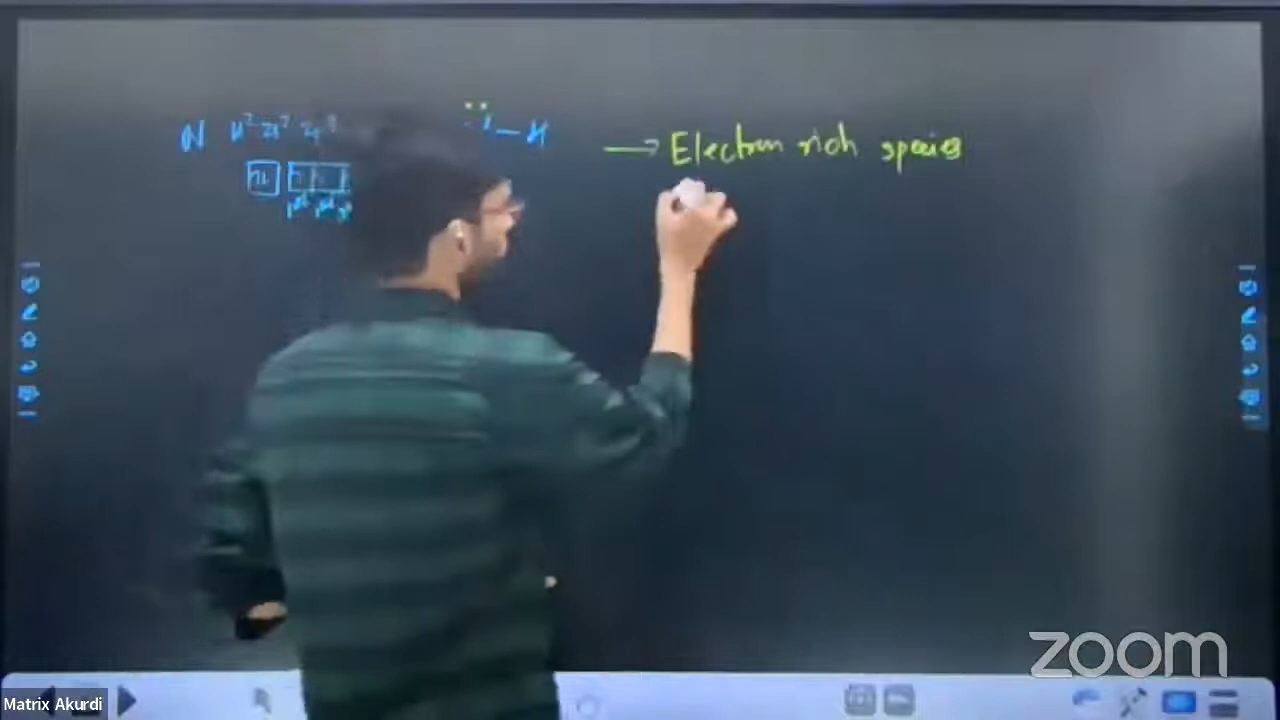 N 1s² 2s² 2p³
– H
→ Electron rich species
zoom
Matrix Akurdi